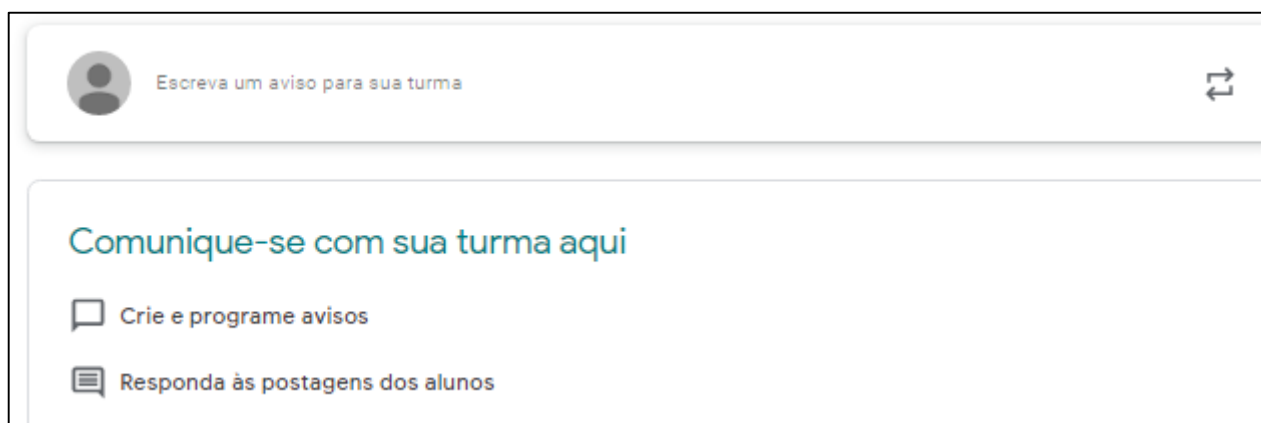 Escreva um aviso para sua turma
Comunique-se com sua turma aqui
Crie e programe avisos
Responda às postagens dos alunos